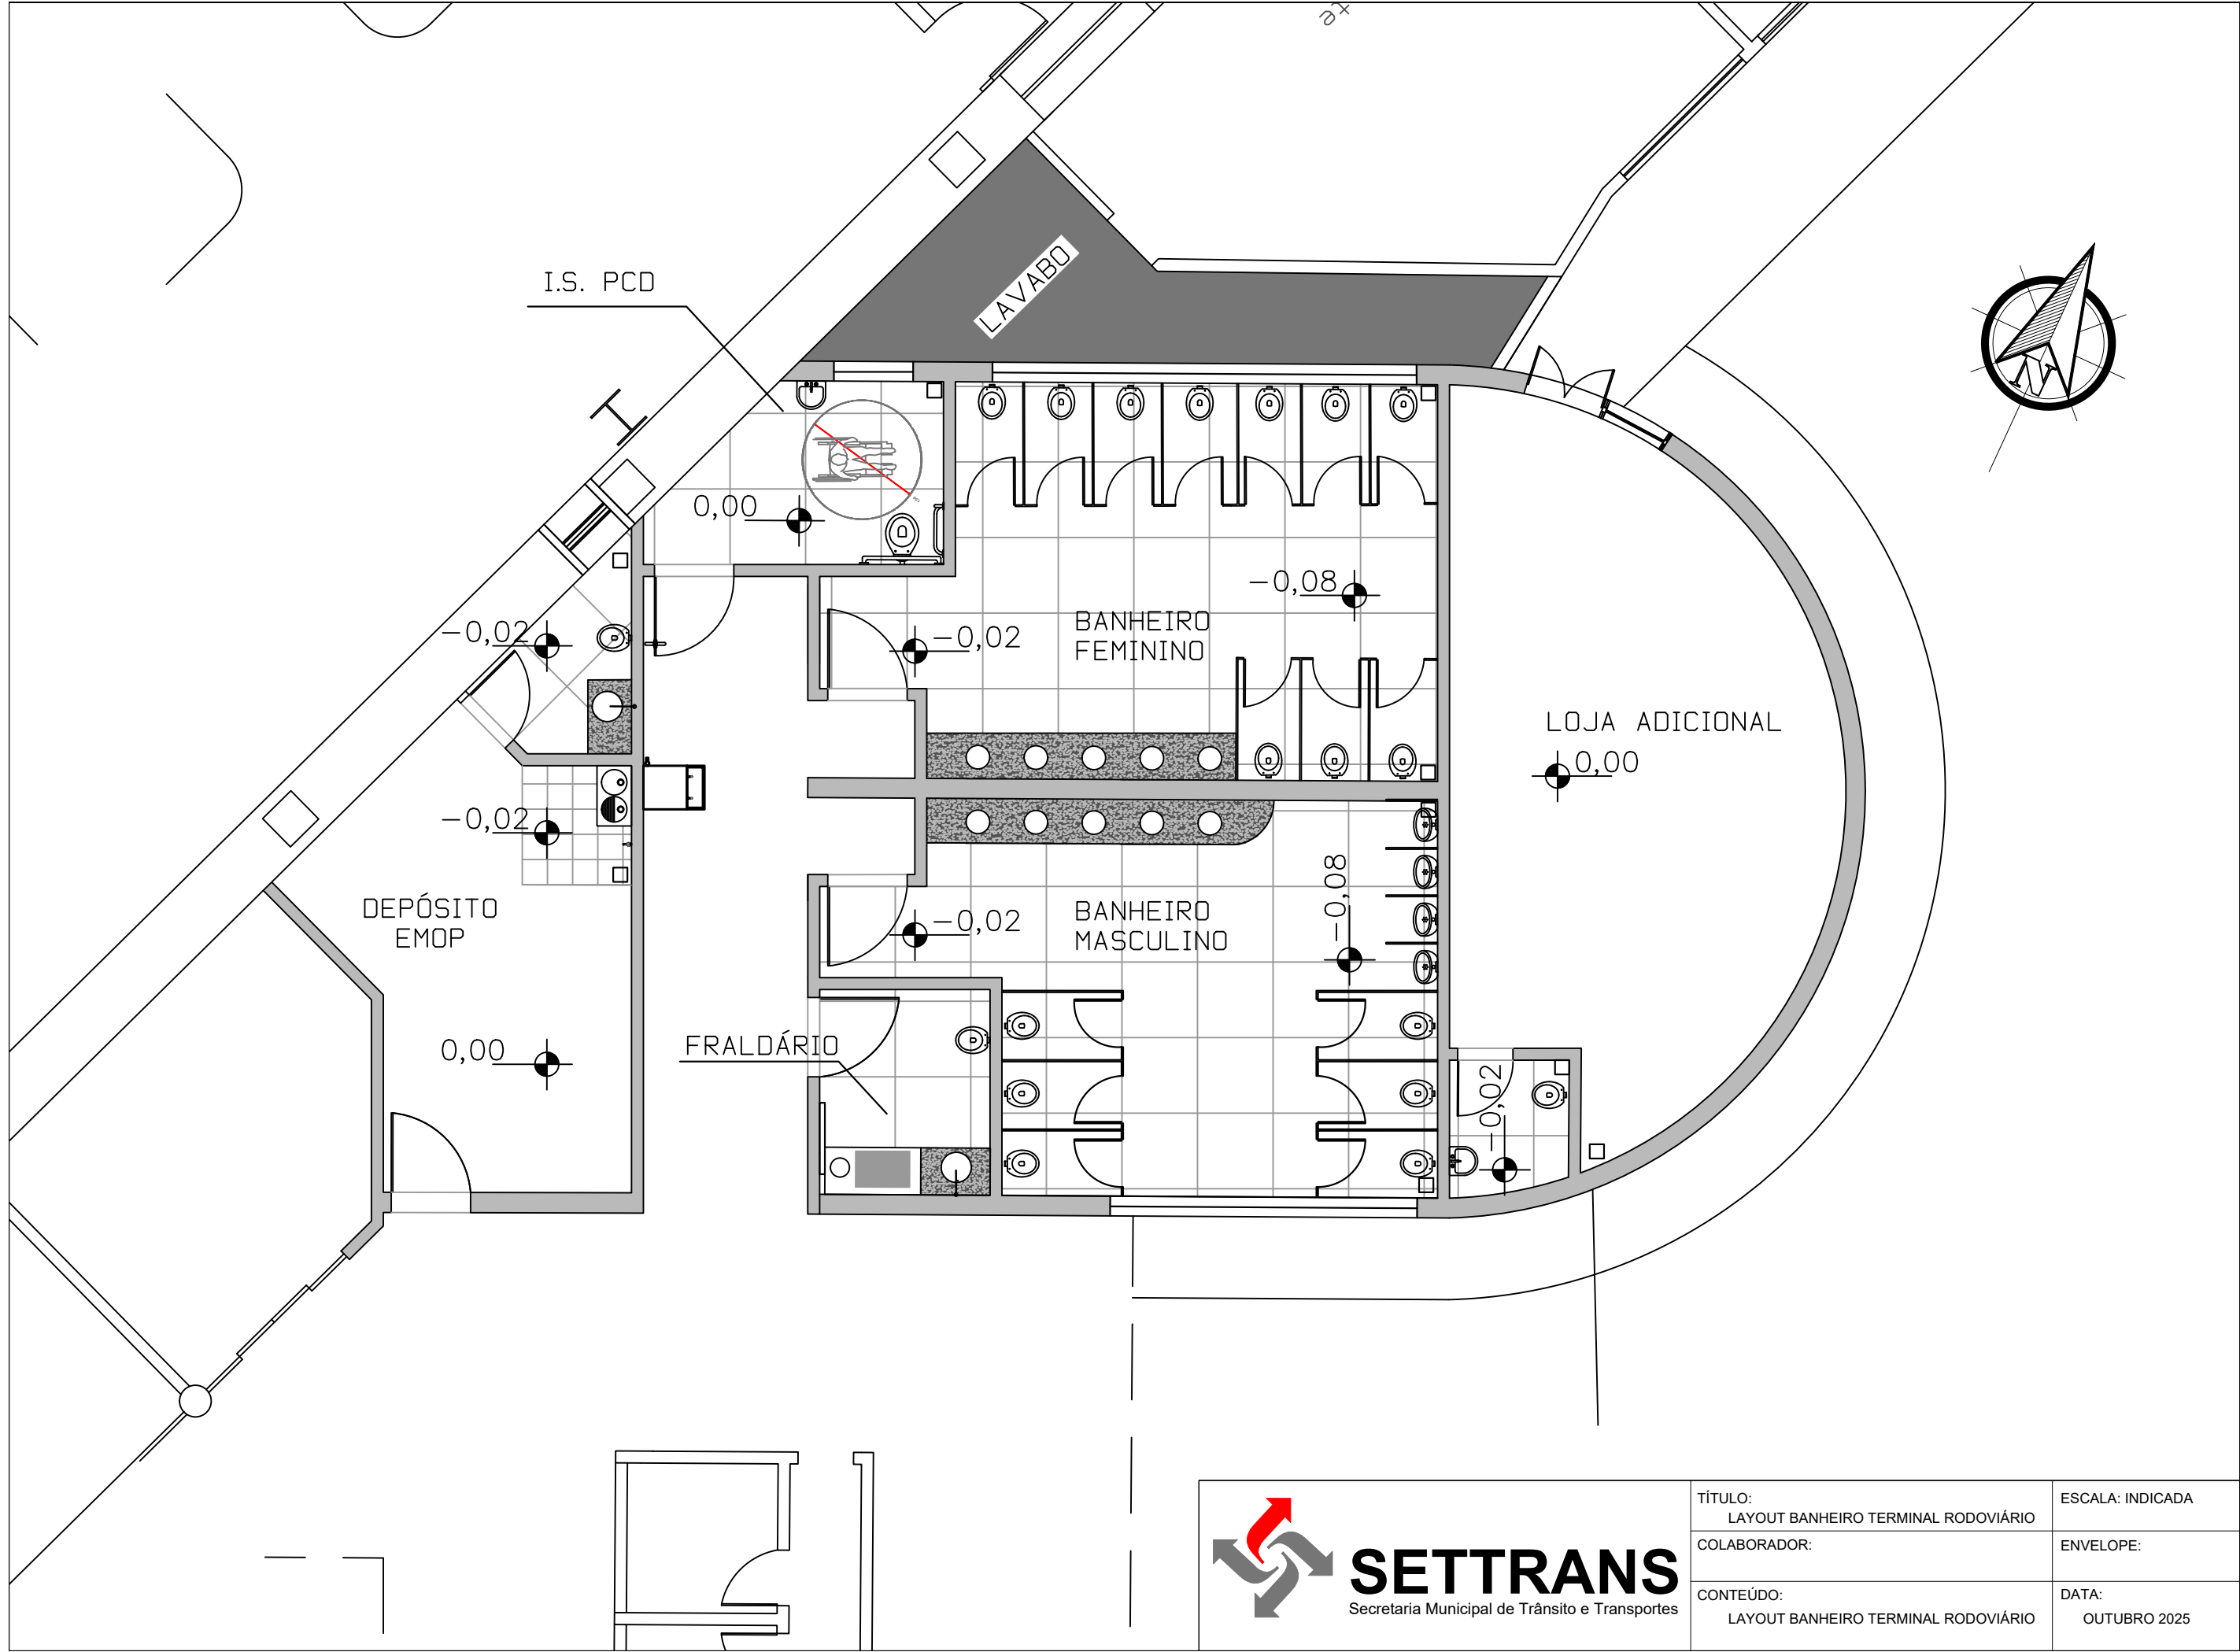 te
LAVABO
I.S. PCD
N
0,00
-0,08
-0,02
-0,02
BANHEIRO
FEMININO
LOJA ADICIONAL
0,00
-0,02
-0,08
DEPÓSITO
EMOP
-0,02
BANHEIRO
MASCULINO
0,00
FRALDÁRIO
-0,02
SETTRANS
Secretaria Municipal de Trânsito e Transportes
TÍTULO:
LAYOUT BANHEIRO TERMINAL RODOVIÁRIO
ESCALA: INDICADA
COLABORADOR:
ENVELOPE:
CONTEÚDO:
LAYOUT BANHEIRO TERMINAL RODOVIÁRIO
DATA:
OUTUBRO 2025